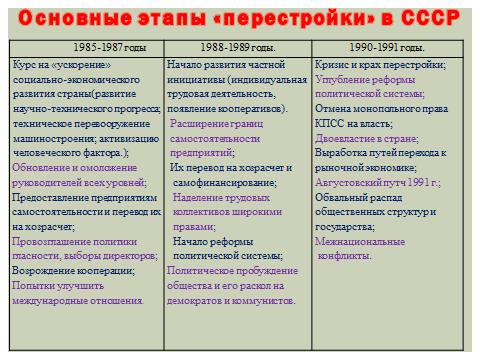 Основные этапы «перестройки» в СССР
1985-1987 годы
Курс на «ускорение»
социально-экономического
развития страны(развитие
научно-технического прогресса;
техническое перевооружение
машиностроения; активизацию
человеческого фактора.);
Обновление и омоложение
руководителей всех уровней;
Предоставление предприятиям
самостоятельности и перевод их
на хозрасчет;
Провозглашение политики
гласности, выборы директоров;
Возрождение кооперации;
Попытки улучшить
международные отношения.
1988-1989 годы.
Начало развития частной
инициативы (индивидуальная
трудовая деятельность,
появление кооперативов).
Расширение границ
самостоятельности
предприятий;
Их перевод на хозрасчет и
самофинансирование;
Наделение трудовых
коллективов широкими
правами;
Начало реформы
политической системы;
Политическое пробуждение
общества и его раскол на
демократов и коммунистов.
1990-1991 годы.
Кризис и крах перестройки;
Углубление реформы
политической системы;
Отмена монопольного права
КПСС на власть;
Двоевластие в стране;
Выработка путей перехода к
рыночной экономике;
Августовский путч 1991 г.;
Обвальный распад
общественных структур и
государства;
Межнациональные
конфликты.